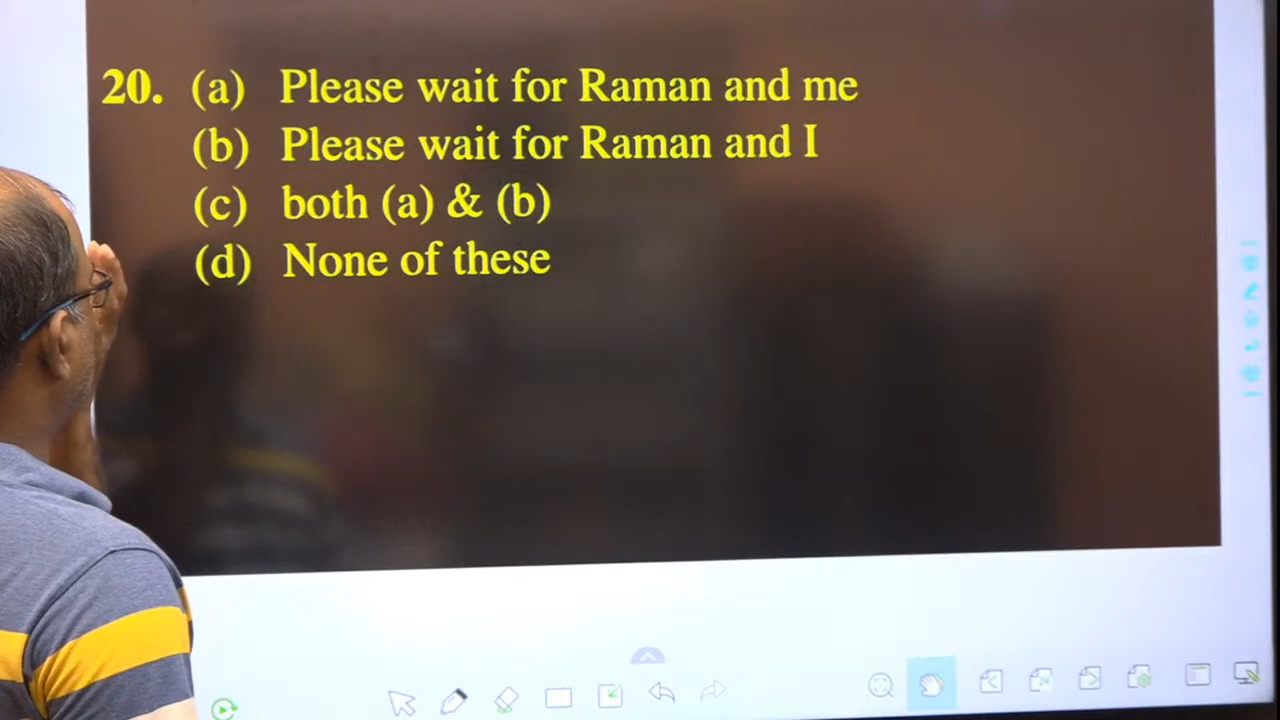 20. (a) Please wait for Raman and me
(b) Please wait for Raman and I
(c) both (a) & (b)
(d) None of these